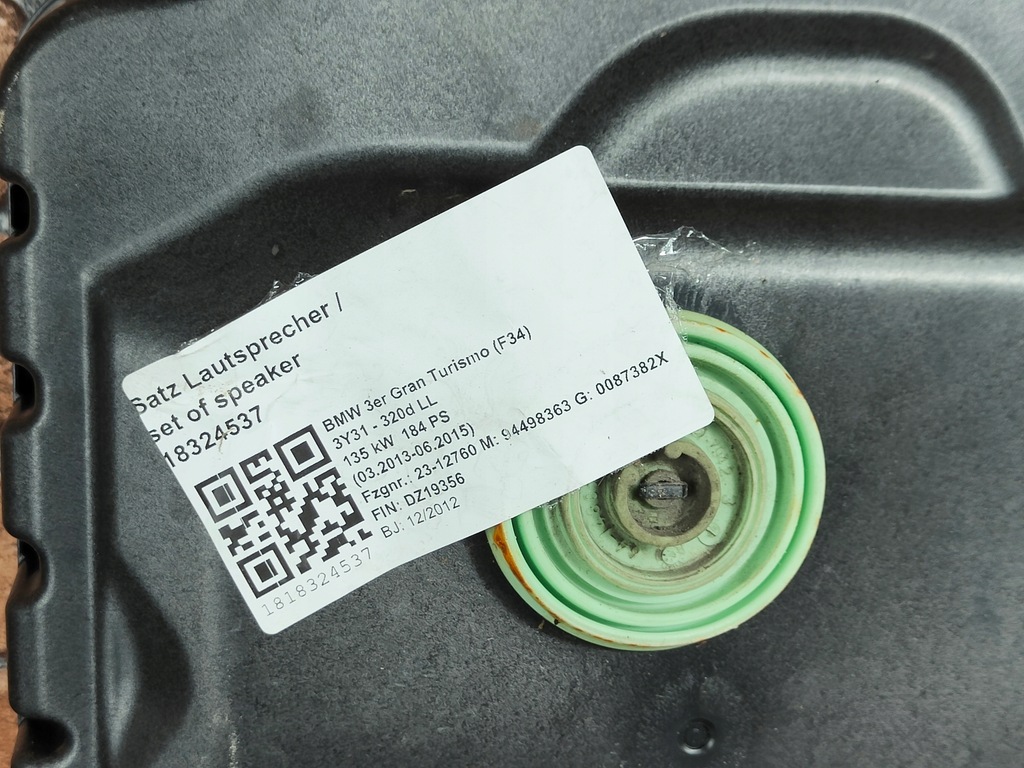 Satz Lautsprecher /
set of speaker
18324537
BMW 3er Gran Turismo (F34)
3Y31 - 320d LL
135 kW 184 PS
(03.2013-06.2015)
Fzgnr.: 23-12760 M: 94498363 G: 0087382X
FIN: DZ19356
BJ: 12/2012
1818324537